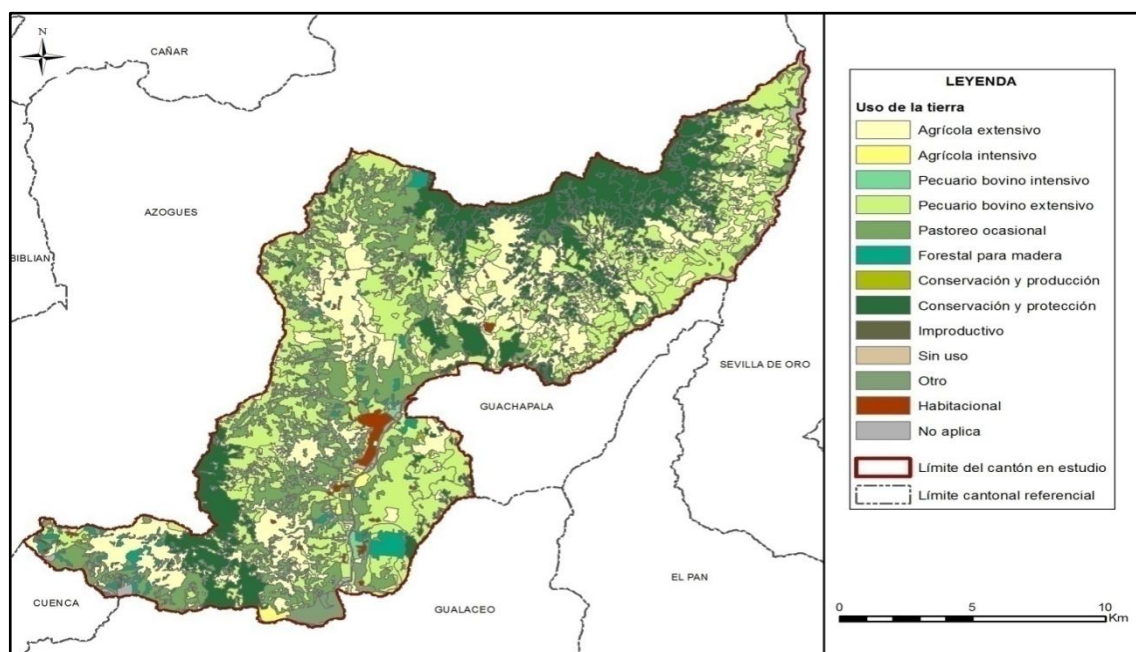 N
CAÑAR
AZOGUES
BIBLIAN
SEVILLA DE ORO
GUACHAPALA
EL PAN
CUENCA
GUALACEO
LEYENDA
Uso de la tierra
Agrícola extensivo
Agrícola intensivo
Pecuario bovino intensivo
Pecuario bovino extensivo
Pastoreo ocasional
Forestal para madera
Conservación y producción
Conservación y protección
Improductivo
Sin uso
Otro
Habitacional
No aplica
Límite del cantón en estudio
Límite cantonal referencial
0 5 10
Km